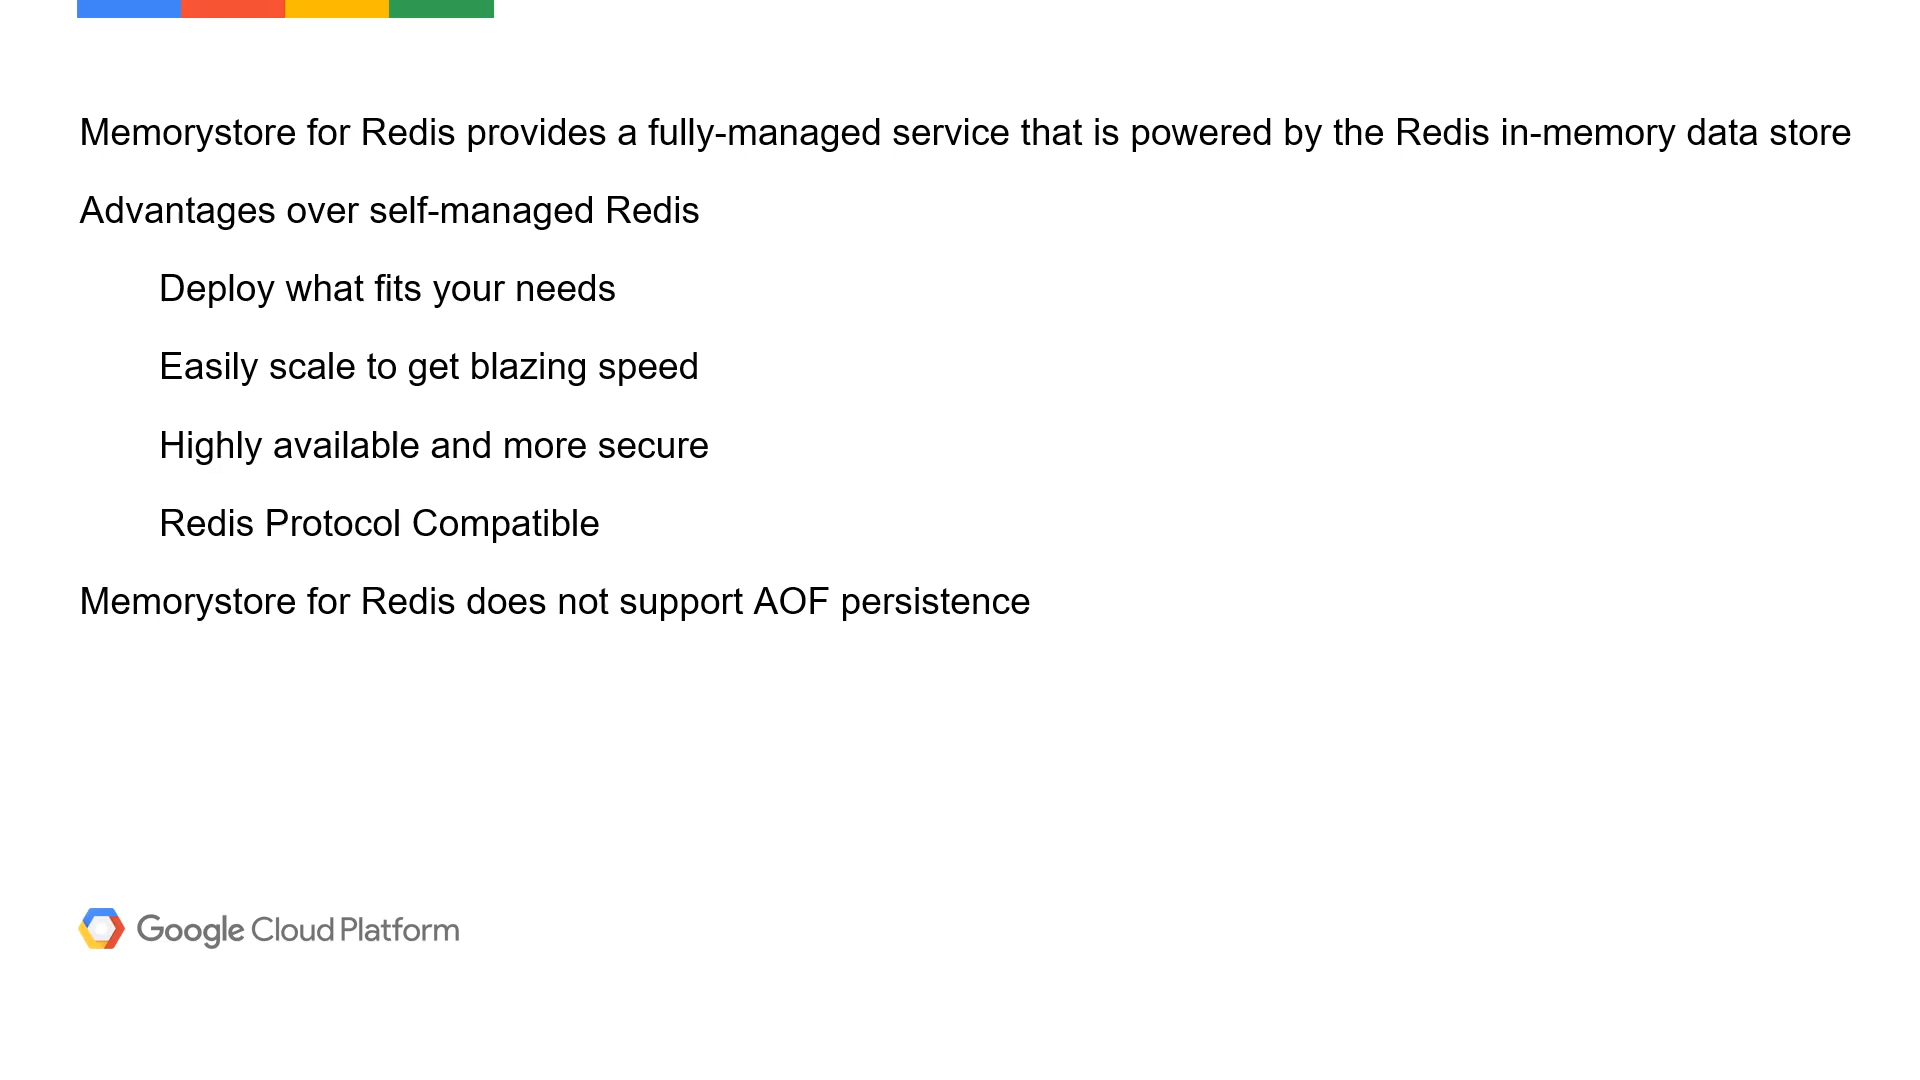 Memorystore for Redis provides a fully-managed service that is powered by the Redis in-memory data store
Advantages over self-managed Redis
Deploy what fits your needs
Easily scale to get blazing speed
Highly available and more secure
Redis Protocol Compatible
Memorystore for Redis does not support AOF persistence
Google Cloud Platform